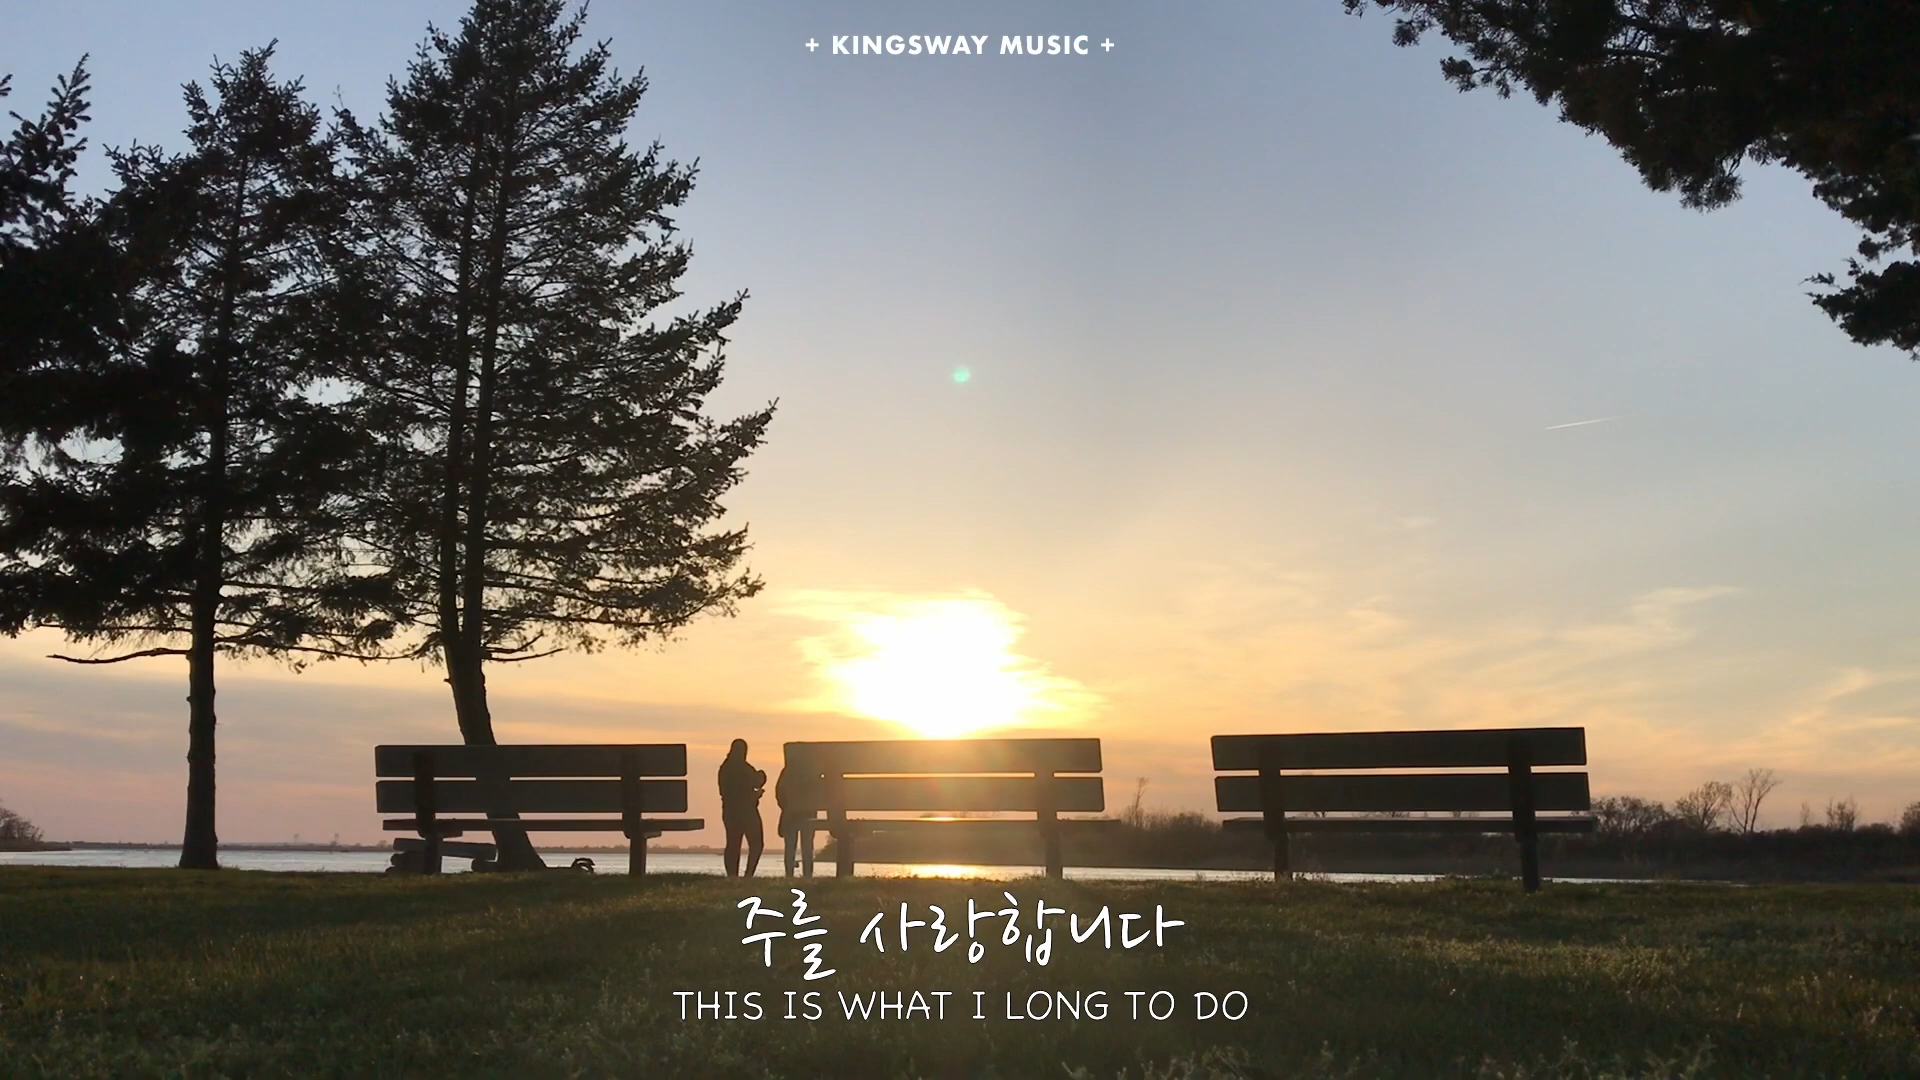 + KINGSWAY MUSIC +
주를 사랑합니다
THIS IS WHAT I LONG TO DO